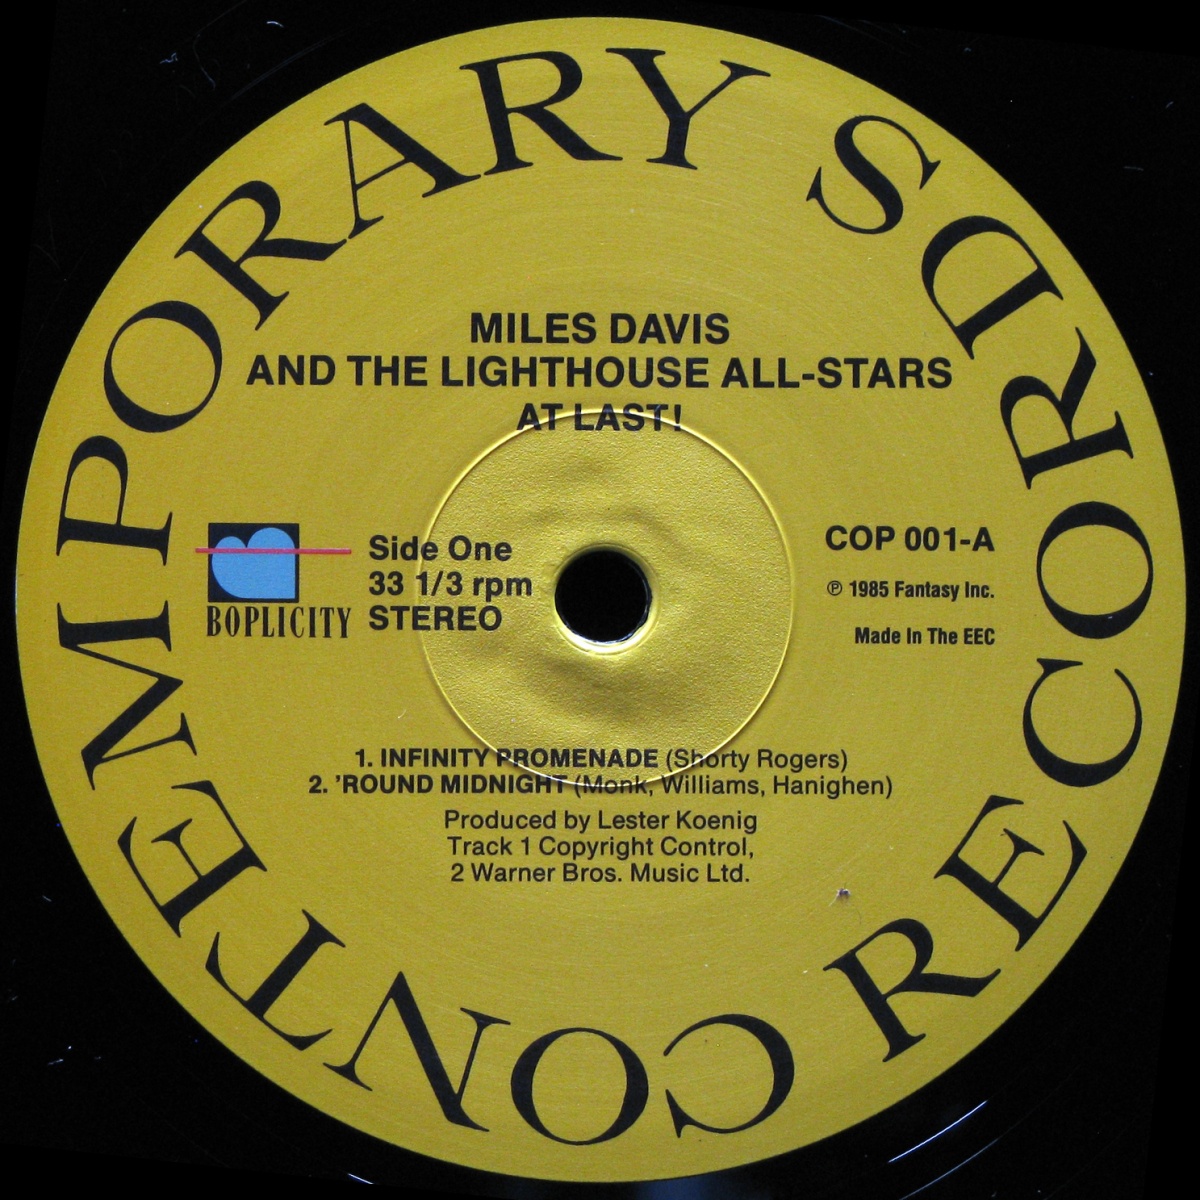 CONTEMPORARY RECORDS
MILES DAVIS
AND THE LIGHTHOUSE ALL-STARS
AT LAST!
BOPLICITY
Side One
33 1/3 rpm
STEREO
COP 001-A
℗ 1985 Fantasy Inc.
Made In The EEC
1. INFINITY PROMENADE (Shorty Rogers)
2. 'ROUND MIDNIGHT (Monk, Williams, Hanighen)
Produced by Lester Koenig
Track 1 Copyright Control,
2 Warner Bros. Music Ltd.